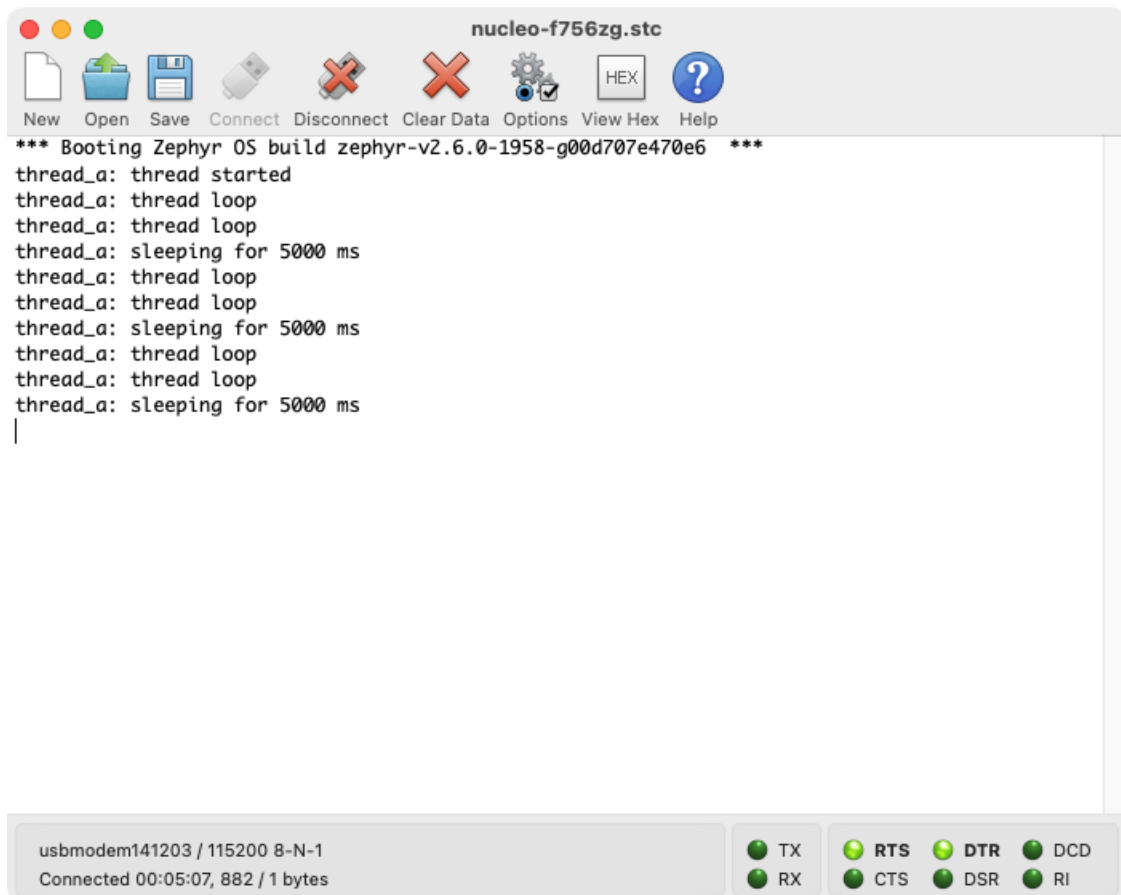 nucleo-f756zg.stc
HEX
?
New Open Save Connect Disconnect Clear Data Options View Hex Help
*** Booting Zephyr OS build zephyr-v2.6.0-1958-g00d707e470e6  ***
thread_a: thread started
thread_a: thread loop
thread_a: thread loop
thread_a: sleeping for 5000 ms
thread_a: thread loop
thread_a: thread loop
thread_a: sleeping for 5000 ms
thread_a: thread loop
thread_a: thread loop
thread_a: sleeping for 5000 ms
usbmodem141203 / 115200 8-N-1
Connected 00:05:07, 882 / 1 bytes
TX RTS DTR DCD
RX CTS DSR RI